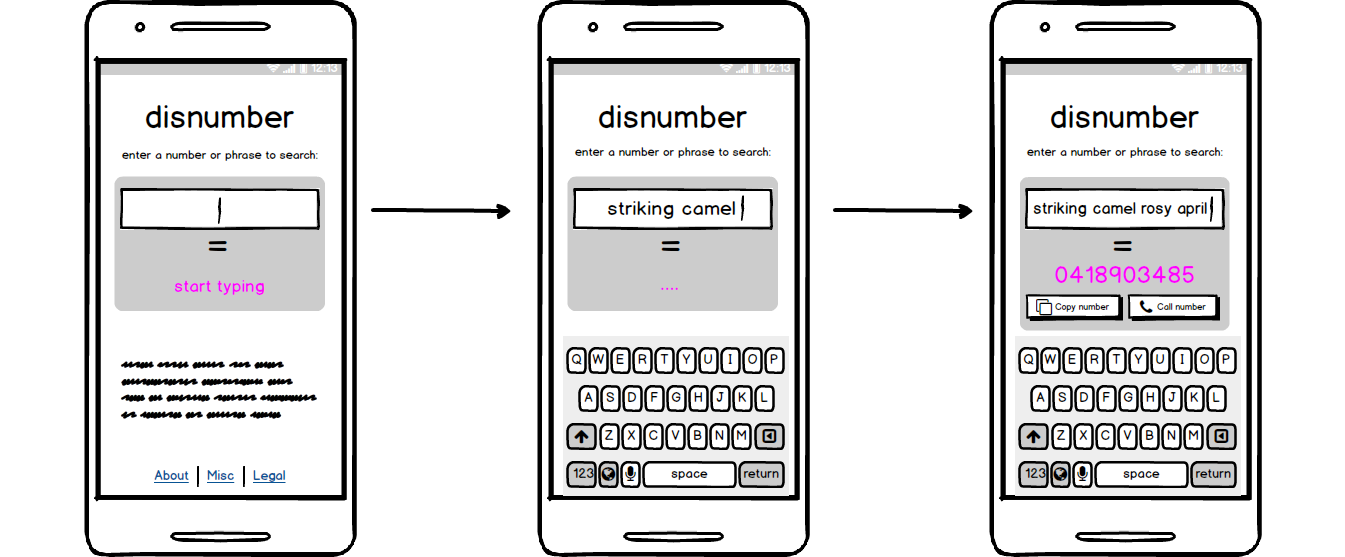 12:13
disnumber
enter a number or phrase to search:
=
start typing
About | Misc | Legal
12:13
disnumber
enter a number or phrase to search:
striking camel
=
....
Q W E R T Y U I O P
A S D F G H J K L
Z X C V B N M
123 space return
12:13
disnumber
enter a number or phrase to search:
striking camel rosy april
=
0418903485
Copy number Call number
Q W E R T Y U I O P
A S D F G H J K L
Z X C V B N M
123 space return